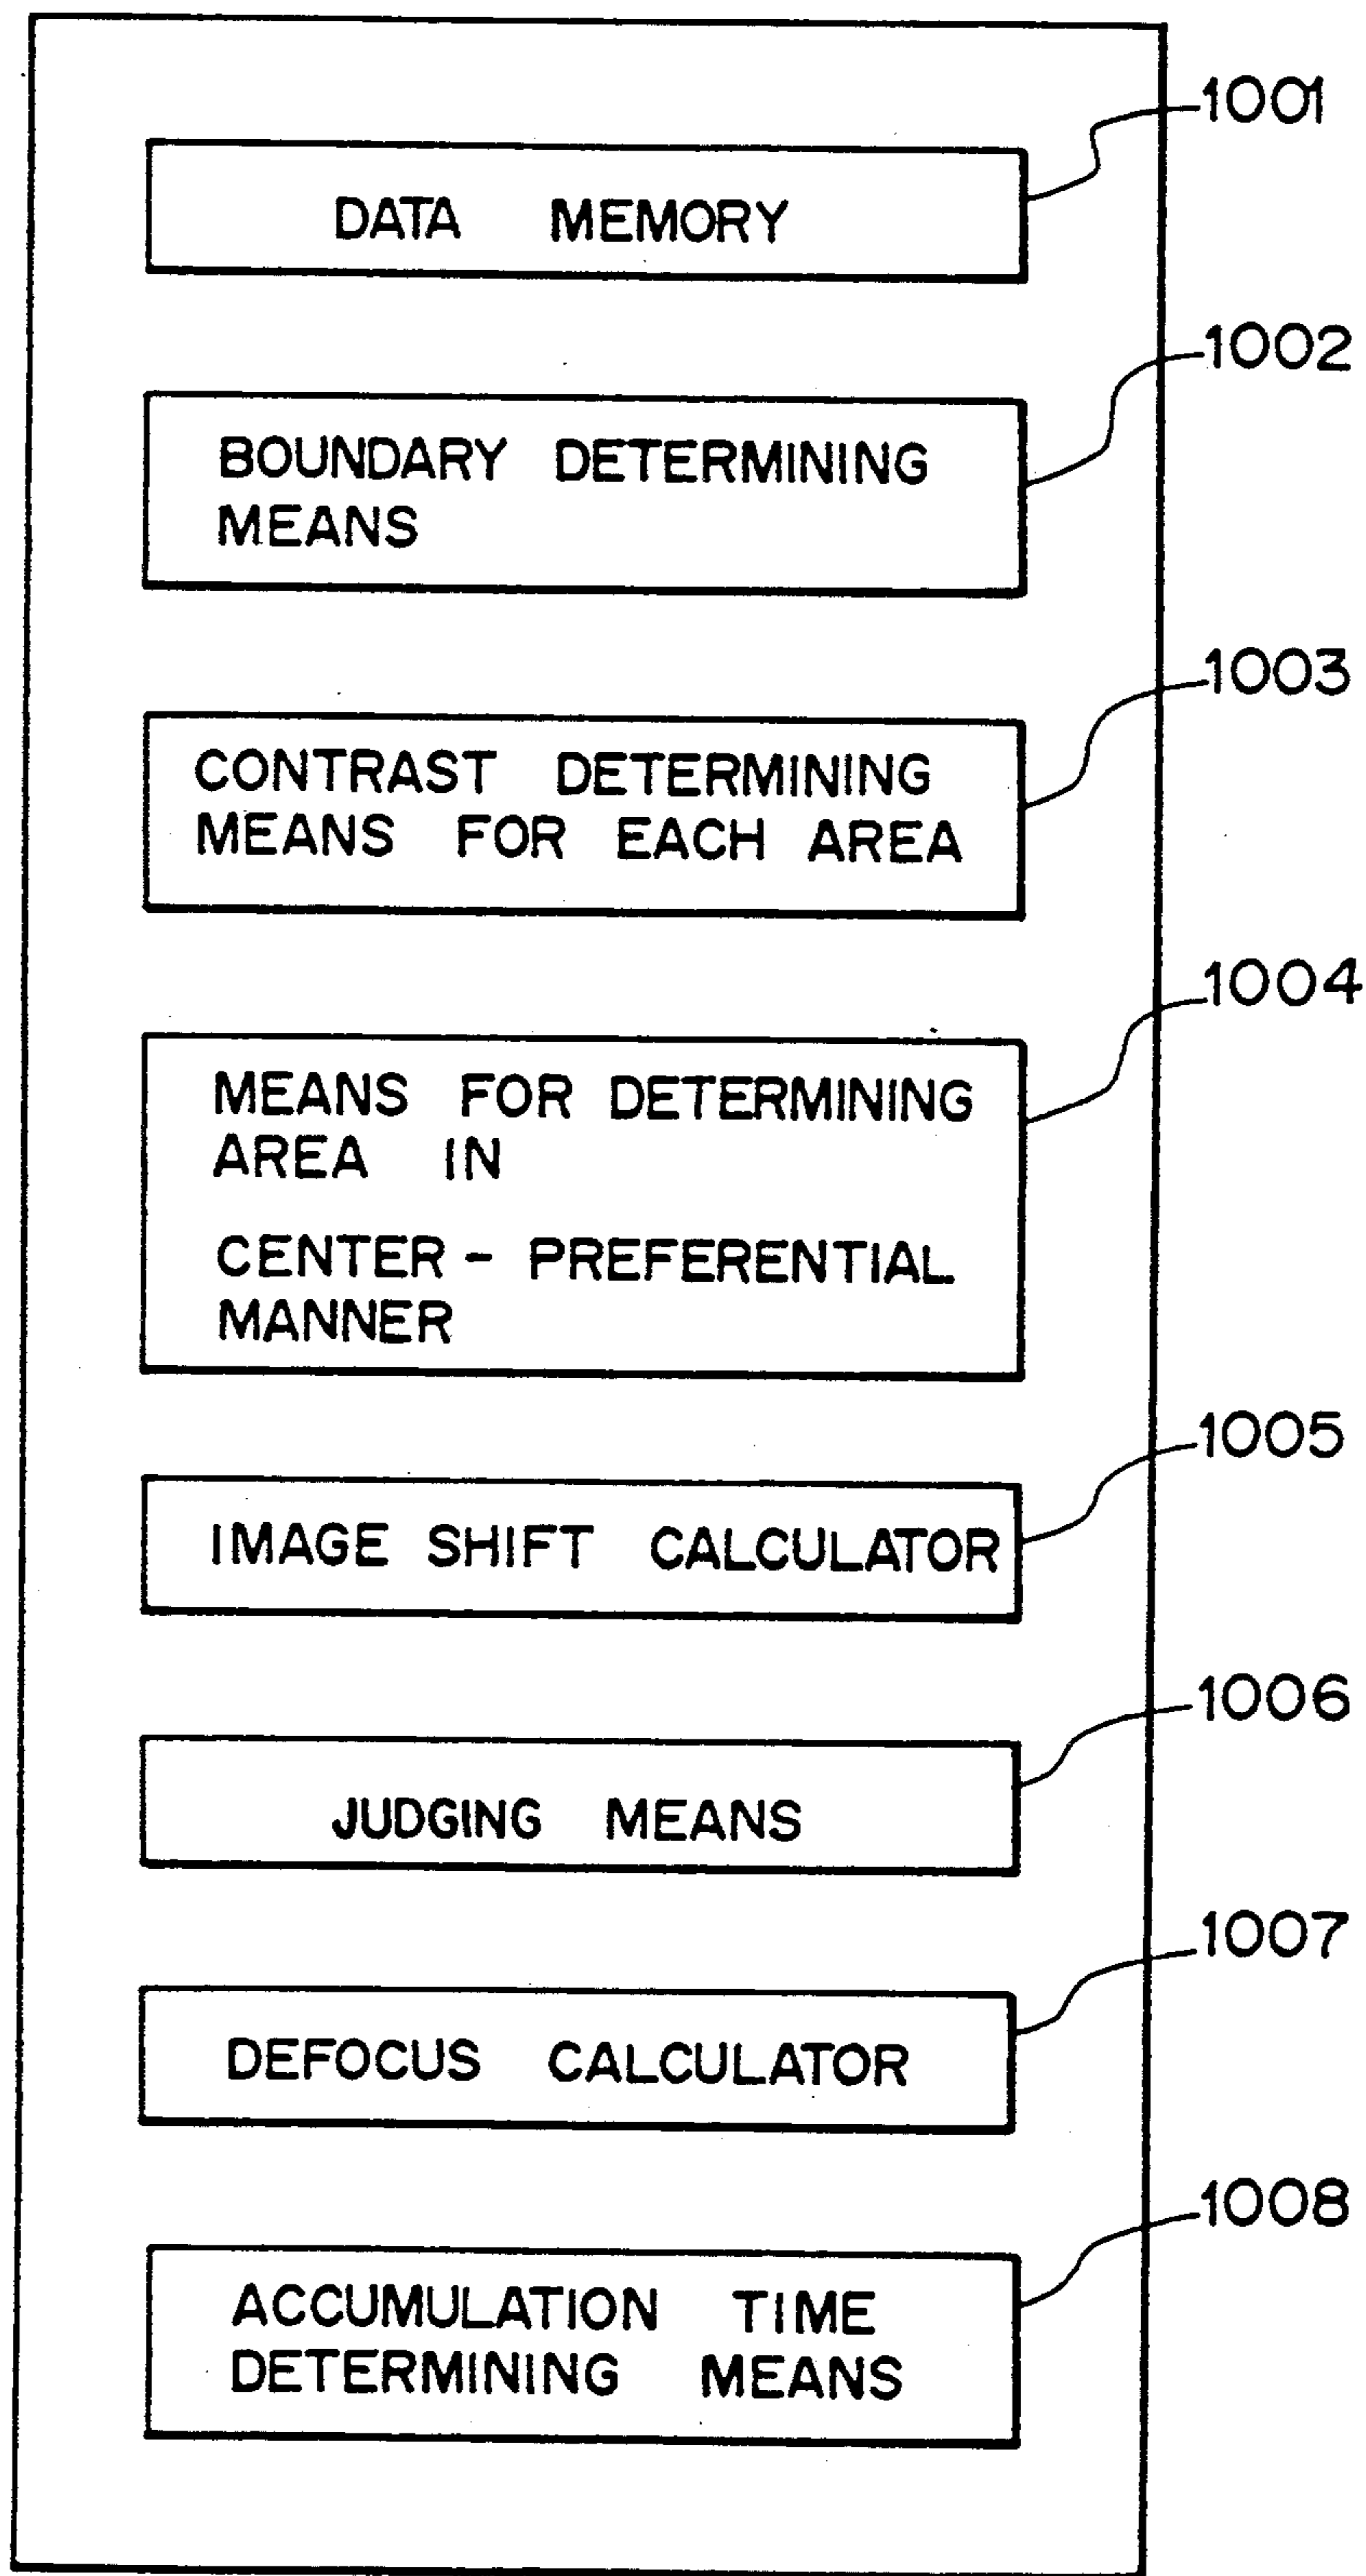 1001
DATA MEMORY
1002
BOUNDARY DETERMINING
MEANS
1003
CONTRAST DETERMINING
MEANS FOR EACH AREA
1004
MEANS FOR DETERMINING
AREA IN
CENTER - PREFERENTIAL
MANNER
1005
IMAGE SHIFT CALCULATOR
1006
JUDGING MEANS
1007
DEFOCUS CALCULATOR
1008
ACCUMULATION TIME
DETERMINING MEANS